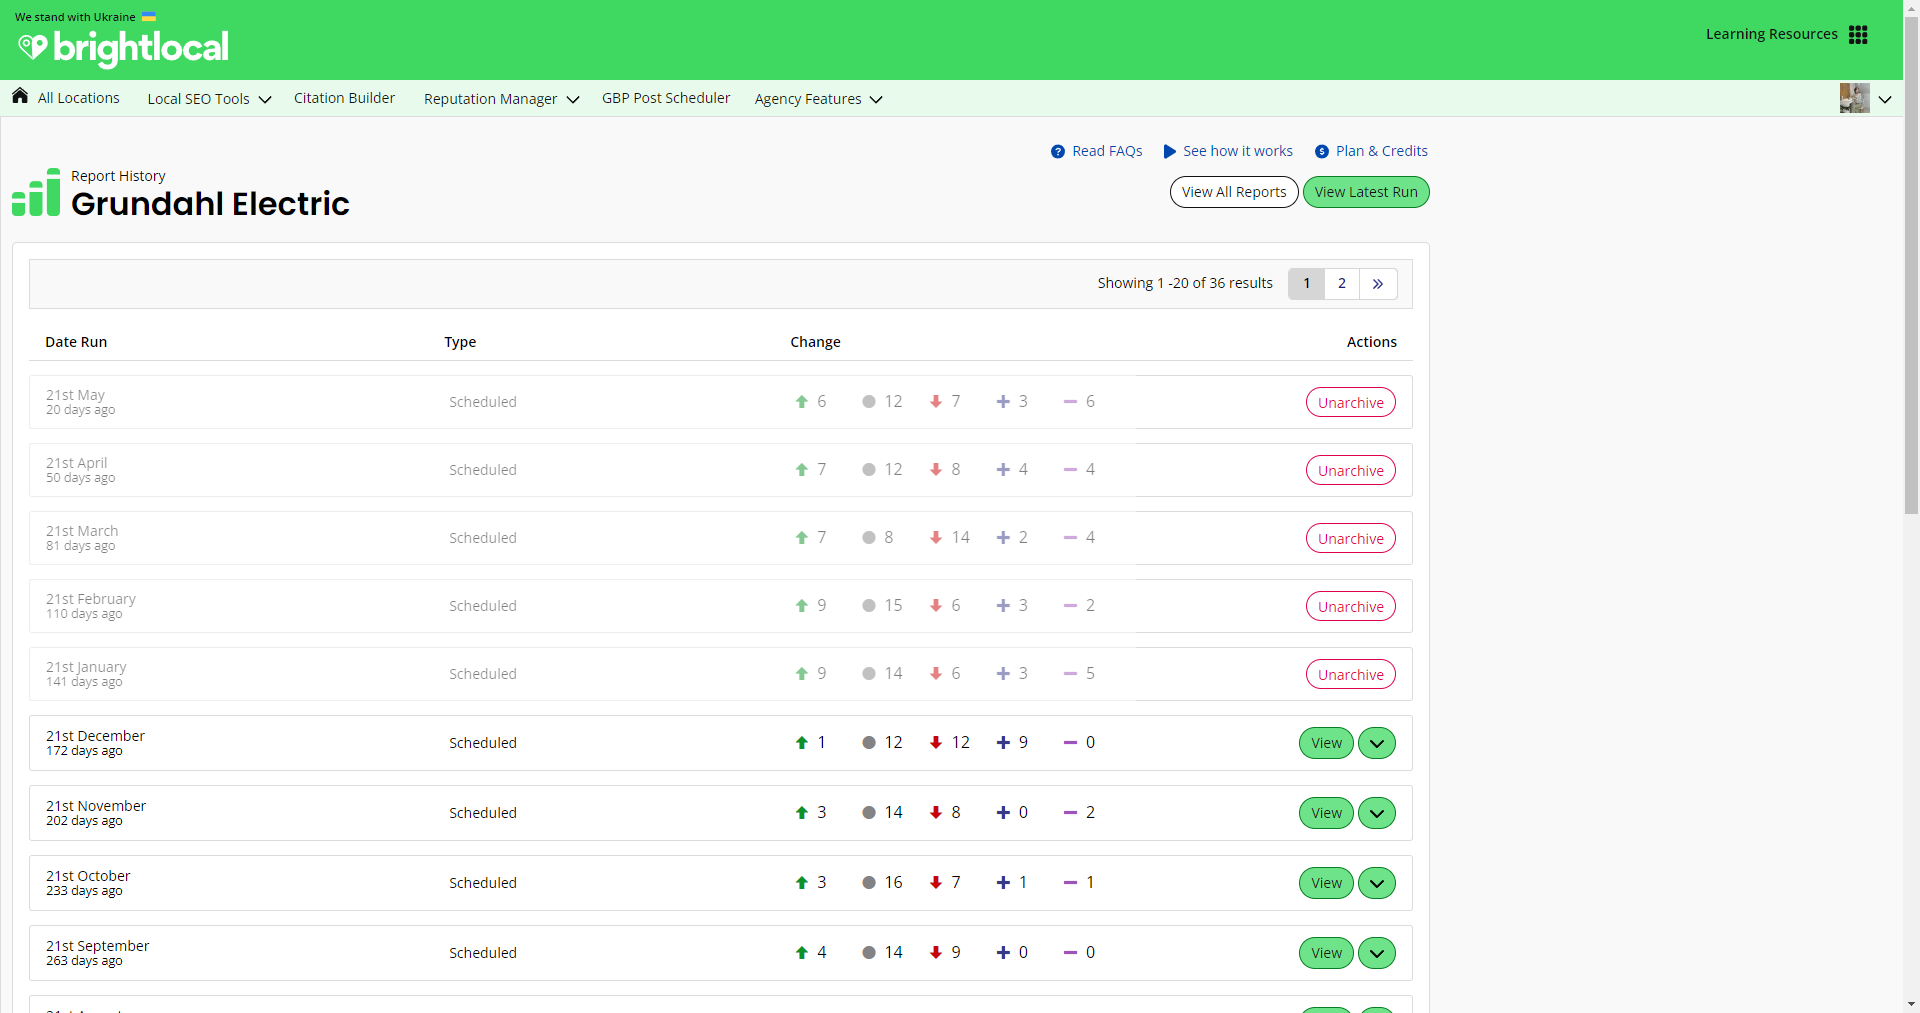 We stand with Ukraine
brightlocal
Learning Resources
All Locations
Local SEO Tools
Citation Builder
Reputation Manager
GBP Post Scheduler
Agency Features
Read FAQs
See how it works
Plan & Credits
Report History
Grundahl Electric
View All Reports
View Latest Run
Showing 1 -20 of 36 results 1 2 »
Date Run Type Change Actions
21st May
20 days ago
Scheduled 6 12 7 3 6 Unarchive
21st April
50 days ago
Scheduled 7 12 8 4 4 Unarchive
21st March
81 days ago
Scheduled 7 8 14 2 4 Unarchive
21st February
110 days ago
Scheduled 9 15 6 3 2 Unarchive
21st January
141 days ago
Scheduled 9 14 6 3 5 Unarchive
21st December
172 days ago
Scheduled 1 12 12 9 0 View
21st November
202 days ago
Scheduled 3 14 8 0 2 View
21st October
233 days ago
Scheduled 3 16 7 1 1 View
21st September
263 days ago
Scheduled 4 14 9 0 0 View